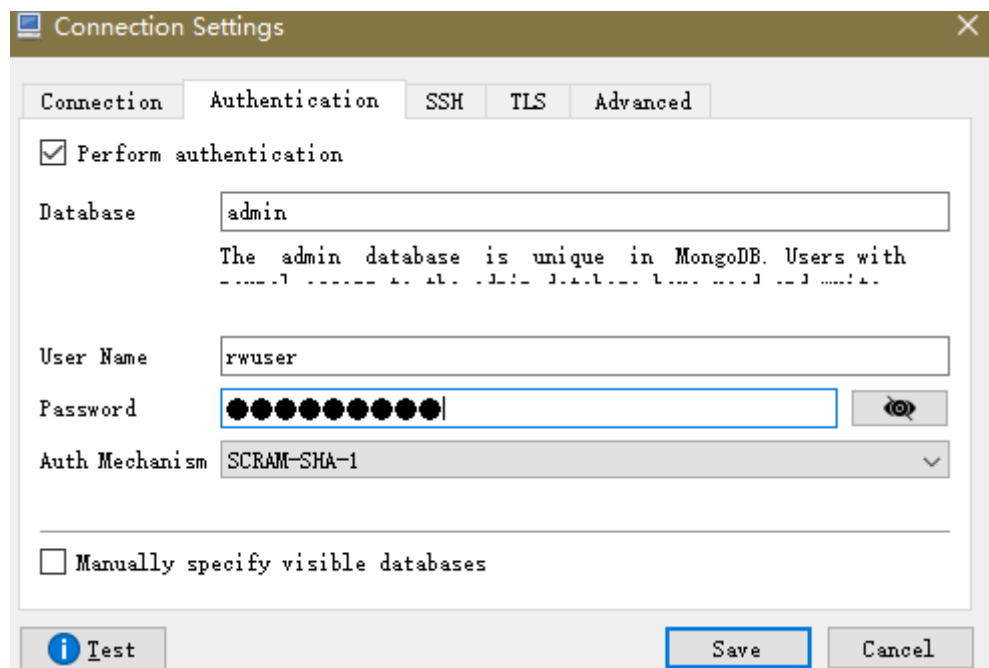 Connection Settings
Connection Authentication SSH TLS Advanced
Perform authentication
Database admin
The admin database is unique in MongoDB. Users with
User Name rwuser
Password
Auth Mechanism SCRAM-SHA-1
Manually specify visible databases
Test Save Cancel